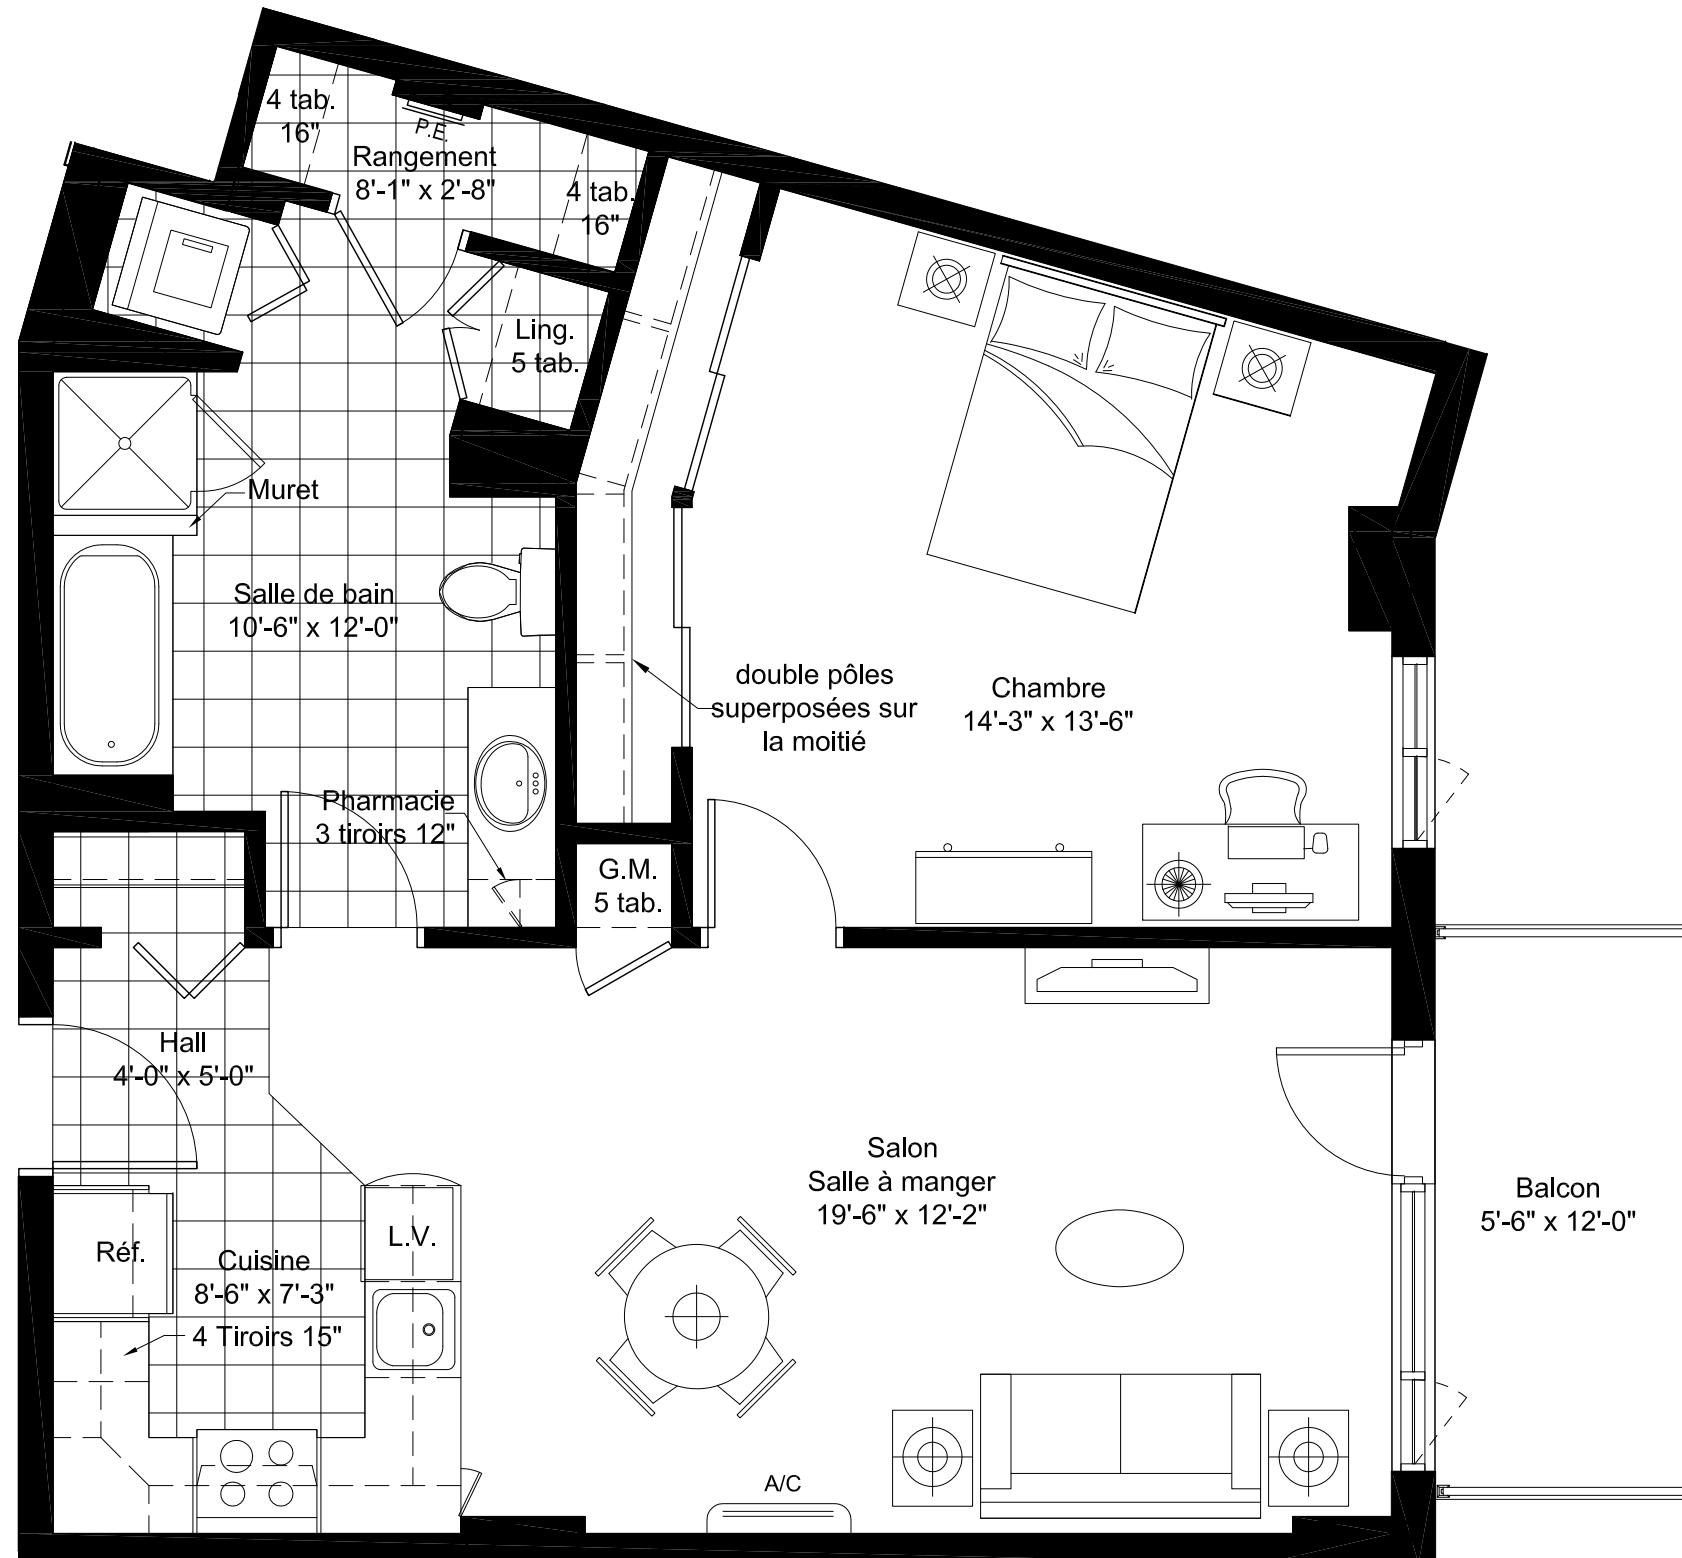 4 tab.
16"
P.E.
Rangement
8'-1" x 2'-8"
4 tab.
16"
Ling.
5 tab.
Muret
Salle de bain
10'-6" x 12'-0"
double pôles
superposées sur
la moitié
Chambre
14'-3" x 13'-6"
Pharmacie
3 tiroirs 12"
G.M.
5 tab.
Hall
4'-0" x 5'-0"
Salon
Salle à manger
19'-6" x 12'-2"
Balcon
5'-6" x 12'-0"
Réf.
L.V.
Cuisine
8'-6" x 7'-3"
4 Tiroirs 15"
A/C